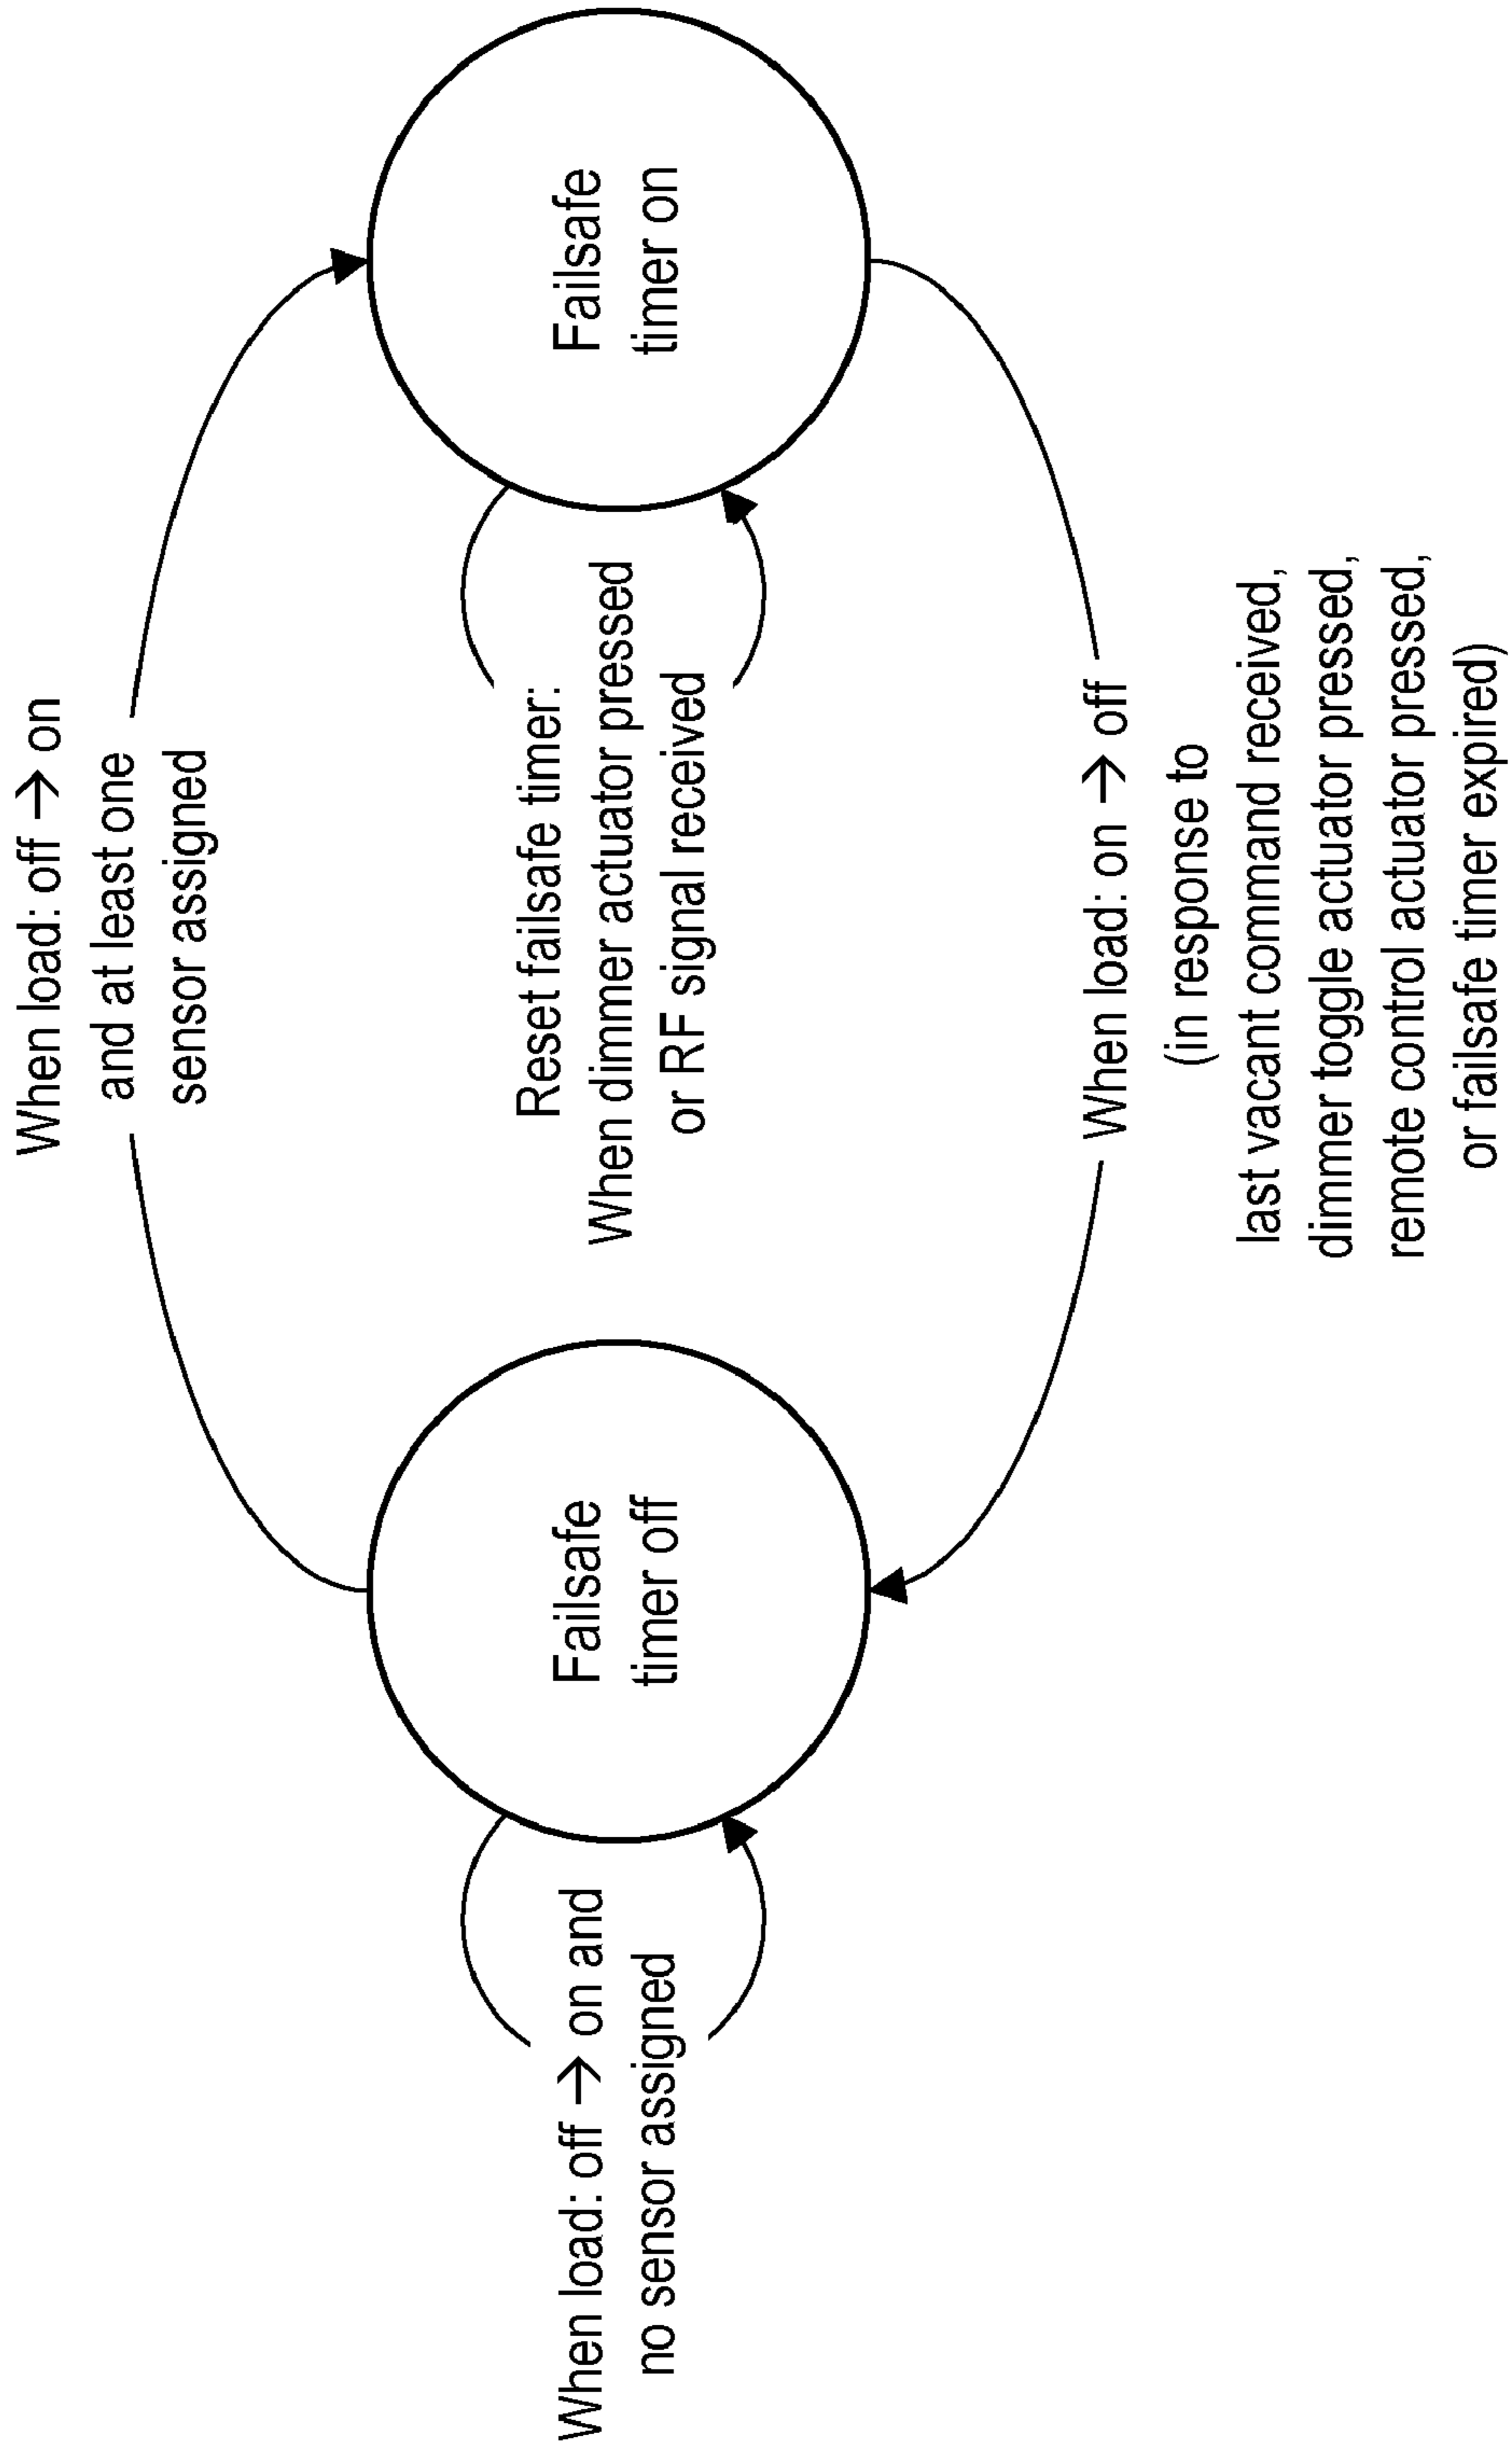 When load: off → on
and at least one
sensor assigned
When load: off → on and
no sensor assigned
Failsafe
timer off
Reset failsafe timer:
When dimmer actuator pressed
or RF signal received
Failsafe
timer on
When load: on → off
(in response to
last vacant command received,
dimmer toggle actuator pressed,
remote control actuator pressed,
or failsafe timer expired)